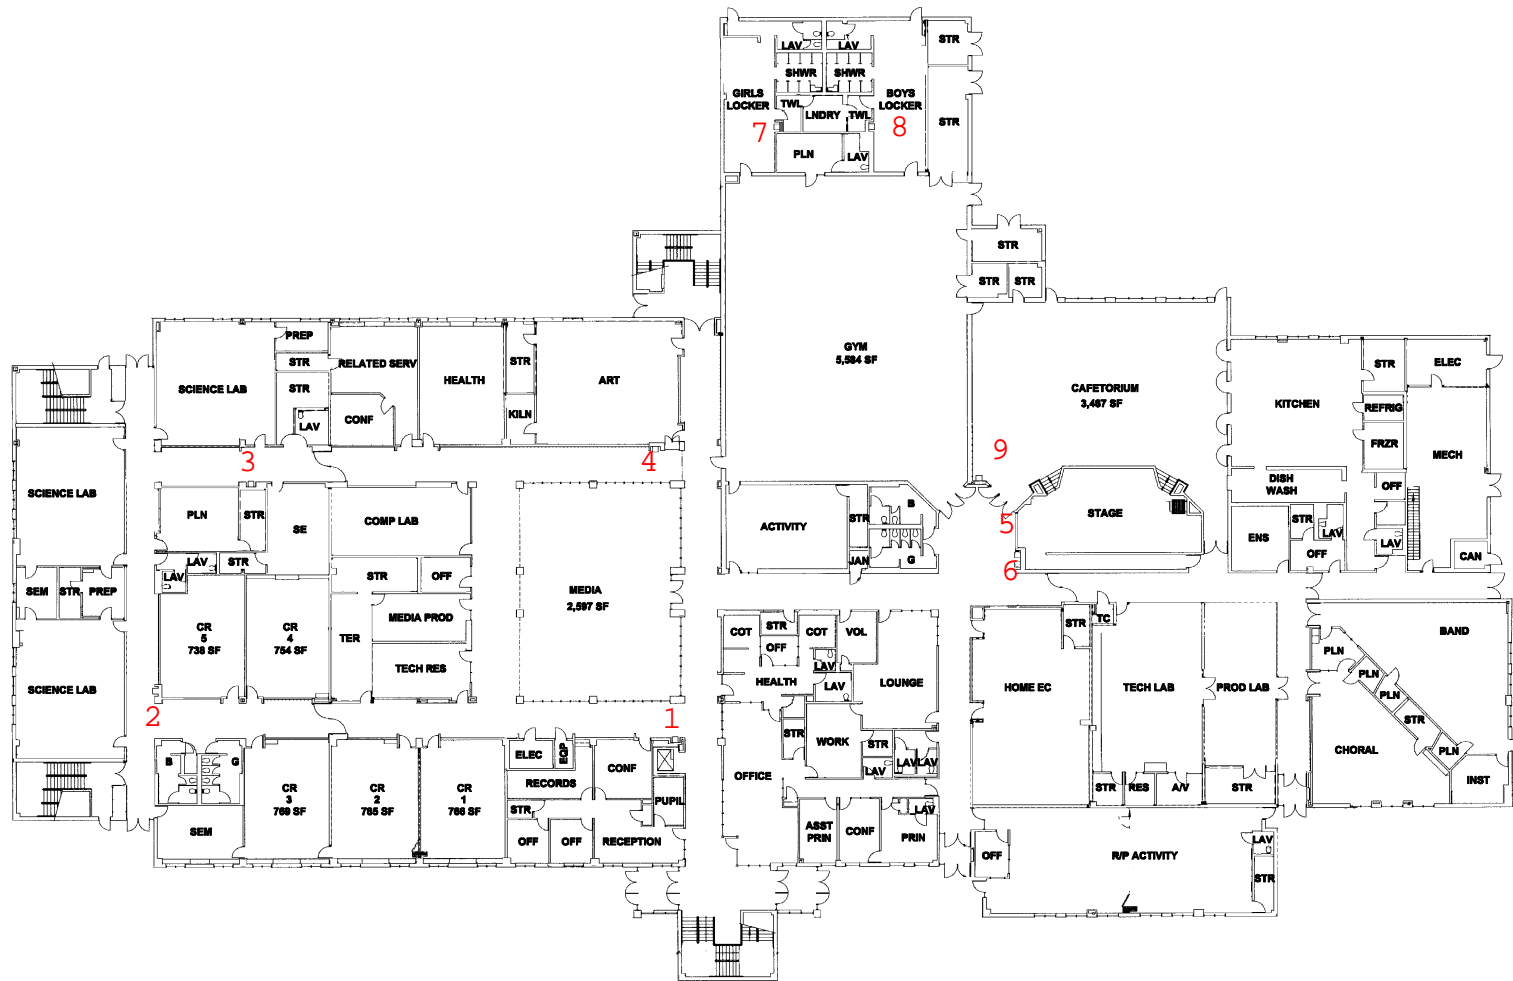 LAV
LAV
STR
SHWR
SHWR
GIRLS
LOCKER
BOYS
LOCKER
TWL
LNDRY
TWL
STR
7
8
PLN
LAV
STR
STR
STR
PREP
STR
RELATED SERV
SCIENCE LAB
STR
HEALTH
STR
ART
CONF
KILN
LAV
GYM
5,584 SF
CAFETORIUM
3,467 SF
STR
ELEC
KITCHEN
REFRIG
FRZR
MECH
3
4
9
DISH
WASH
OFF
SCIENCE LAB
PLN
STR
SE
COMP LAB
ACTIVITY
STR
B
5
STAGE
STR
LAV
ENS
OFF
LAV
CAN
LAV
STR
LAV
STR
OFF
JAN
G
6
SEM
STR
PREP
MEDIA
2,597 SF
MEDIA PROD
CR
5
738 SF
CR
4
754 SF
TER
TECH RES
COT
STR
COT
VOL
OFF
LAV
HEALTH
LAV
LOUNGE
STR
TC
HOME EC
TECH LAB
PROD LAB
BAND
PLN
PLN
PLN
STR
PLN
CHORAL
INST
SCIENCE LAB
2
1
B
G
CR
3
769 SF
CR
2
765 SF
CR
1
766 SF
ELEC
EQP
CONF
RECORDS
STR
OFF
OFF
PUPIL
RECEPTION
SEM
STR
WORK
STR
LAV
LAV
LAV
OFFICE
ASST
PRIN
CONF
LAV
PRIN
STR
RES
A/V
STR
OFF
R/P ACTIVITY
LAV
STR